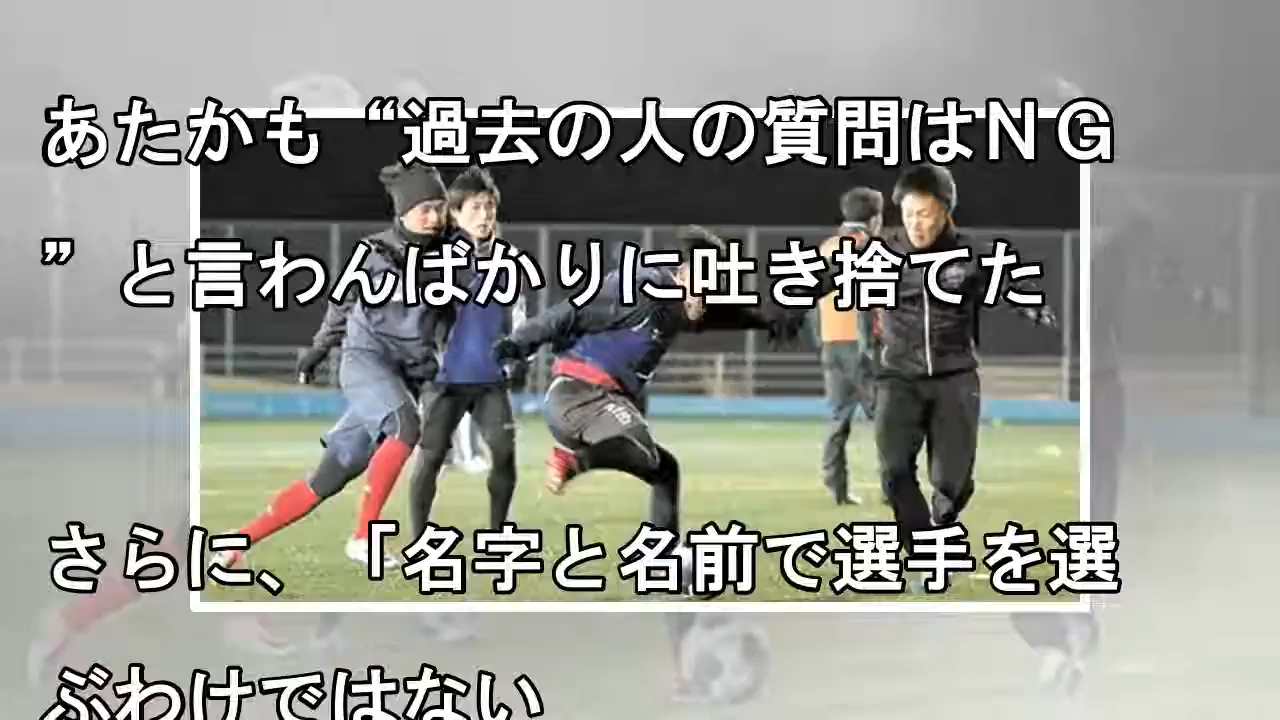 あたかも“過去の人の質問はＮＧ
”と言わんばかりに吐き捨てた
さらに、「名字と名前で選手を選
ぶわけではない